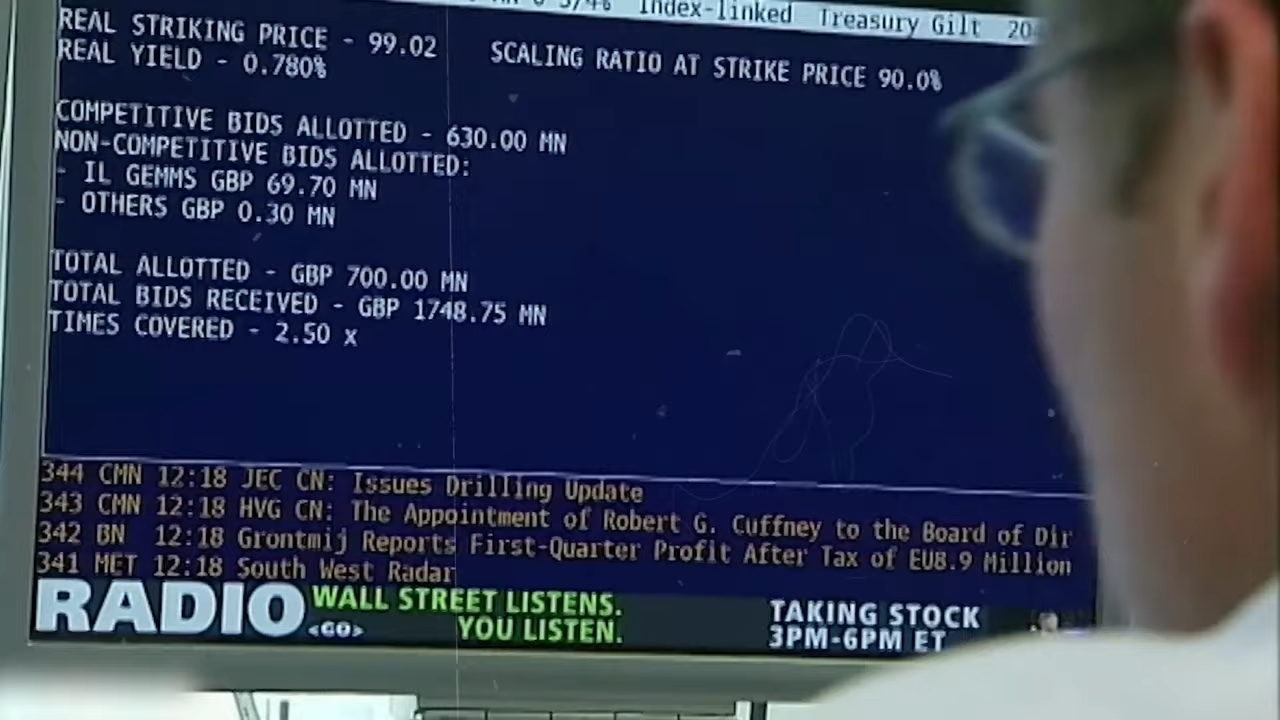 Index-linked Treasury Gilt
REAL STRIKING PRICE - 99.02 SCALING RATIO AT STRIKE PRICE 90.0%
REAL YIELD - 0.780%
COMPETITIVE BIDS ALLOTTED - 630.00 MN
NON-COMPETITIVE BIDS ALLOTTED:
- IL GEMMS GBP 69.70 MN
- OTHERS GBP 0.30 MN
TOTAL ALLOTTED - GBP 700.00 MN
TOTAL BIDS RECEIVED - GBP 1748.75 MN
TIMES COVERED - 2.50 x
344 CMN 12:18 JEC CN: Issues Drilling Update
343 CMN 12:18 HVG CN: The Appointment of Robert G. Cuffney to the Board of Dir
342 BN 12:18 Grontmij Reports First-Quarter Profit After Tax of EU8.9 Million
341 MET 12:18 South West Radar
RADIO <GO> WALL STREET LISTENS.
YOU LISTEN.
TAKING STOCK
3PM-6PM ET